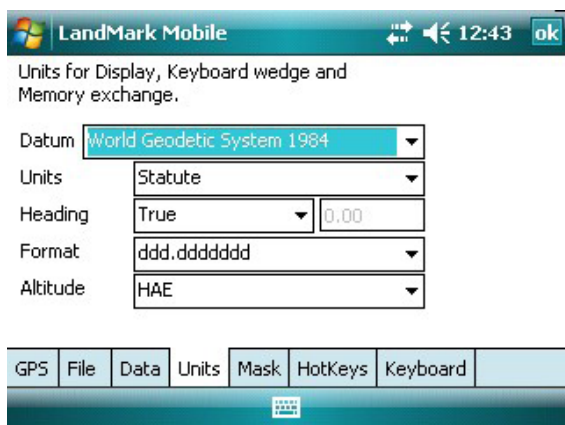 LandMark Mobile 12:43 ok
Units for Display, Keyboard wedge and
Memory exchange.
Datum World Geodetic System 1984
Units Statute
Heading True 0.00
Format ddd.ddddddd
Altitude HAE
GPS File Data Units Mask HotKeys Keyboard